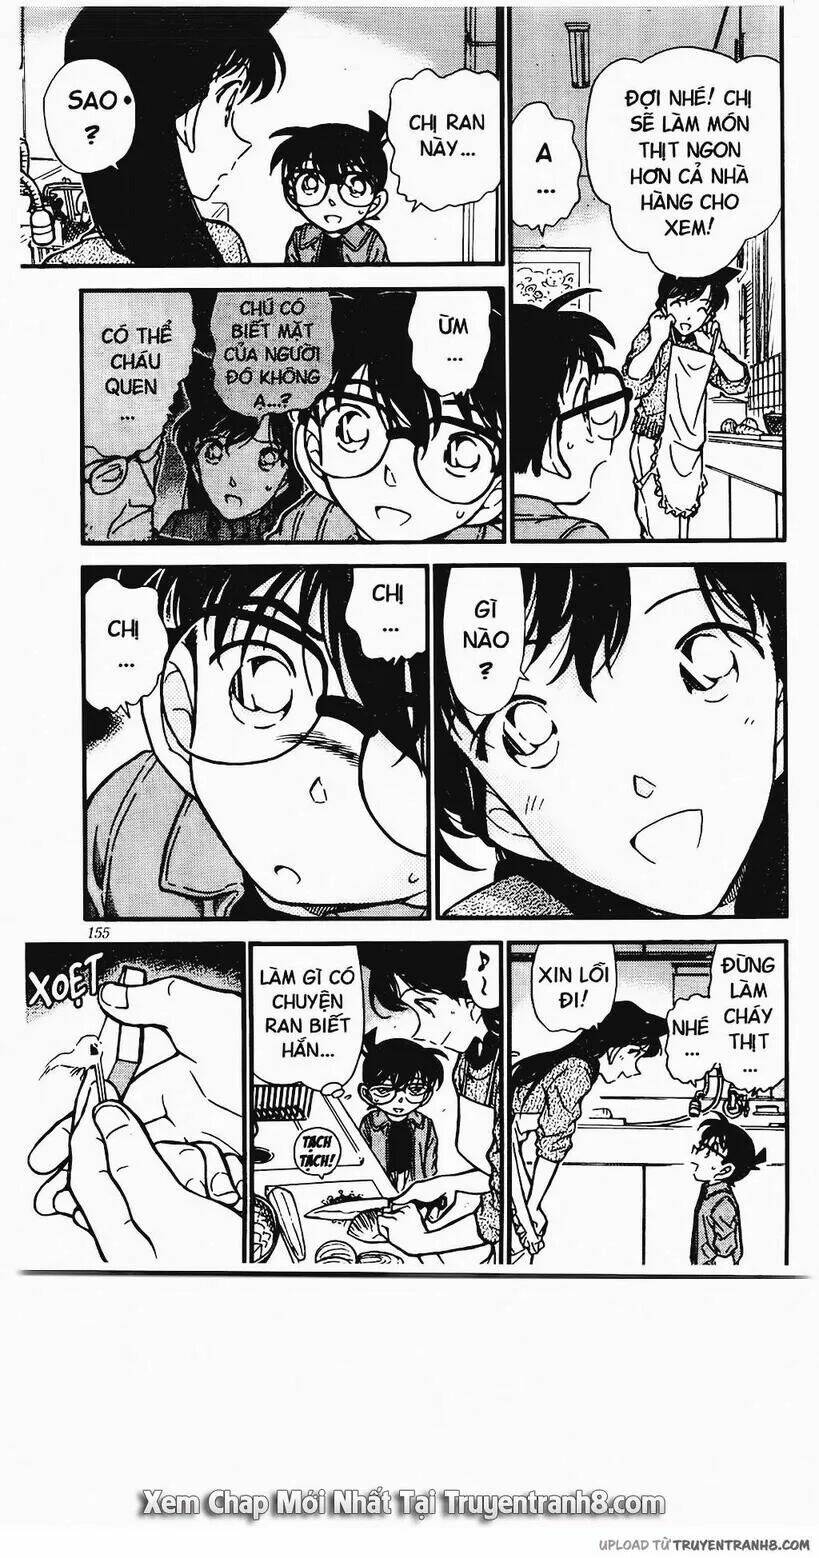 ĐỢI NHÉ! CHỊ
SẼ LÀM MÓN
THỊT NGON
HƠN CẢ NHÀ
HÀNG CHO
XEM!
A
...
CHỊ RAN
NÀY...
SAO
?
ỪM
...
CHÚ CÓ
BIẾT MẶT
CỦA NGƯỜI
ĐÓ KHÔNG
Ạ...?
CÓ THỂ
CHÁU
QUEN
...
GÌ
NÀO
?
CHỊ
...
CHỊ
...
155
ĐỪNG
LÀM
CHÁY
THỊT
...
NHÉ
...
XIN LỖI
ĐI!
LÀM GÌ CÓ
CHUYỆN
RAN BIẾT
HẮN...
TẠCH
TẠCH!
XOẸT
Xem Chap Mới Nhất Tại Truyentranh8.com
UPLOAD TỪ TRUYENTRANH8.COM